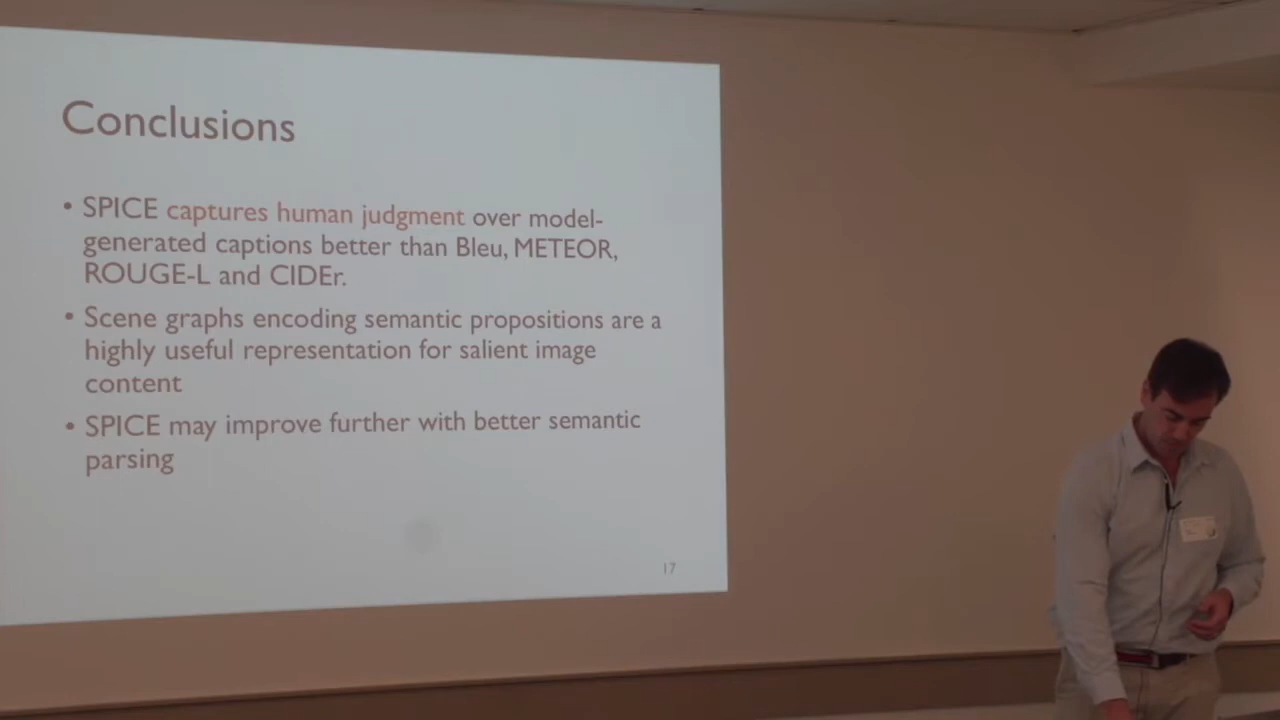 Conclusions
• SPICE captures human judgment over model-
generated captions better than Bleu, METEOR,
ROUGE-L and CIDEr.
• Scene graphs encoding semantic propositions are a
highly useful representation for salient image
content
• SPICE may improve further with better semantic
parsing
17